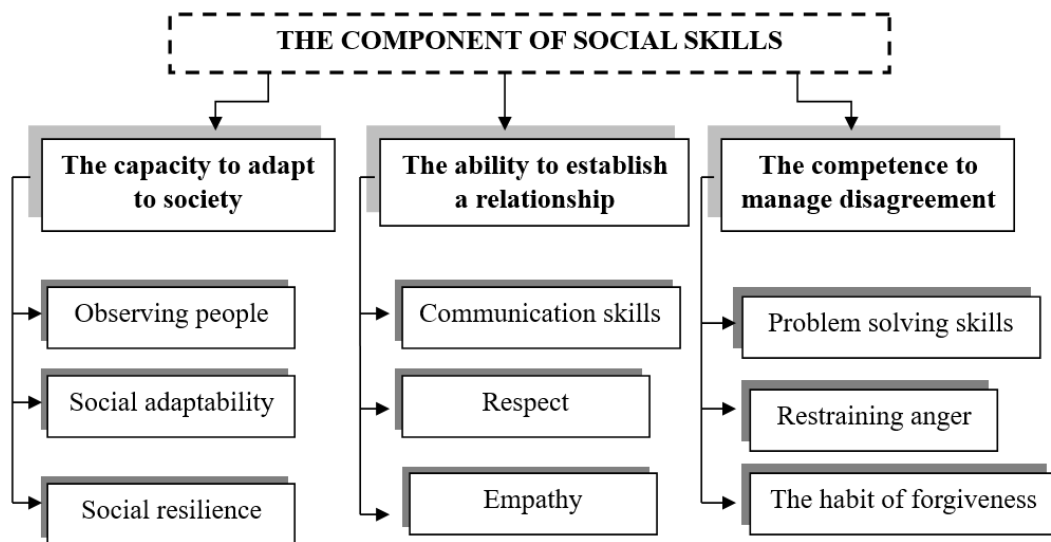 THE COMPONENT OF SOCIAL SKILLS
The capacity to adapt
to society
Observing people
Social adaptability
Social resilience
The ability to establish
a relationship
Communication skills
Respect
Empathy
The competence to
manage disagreement
Problem solving skills
Restraining anger
The habit of forgiveness